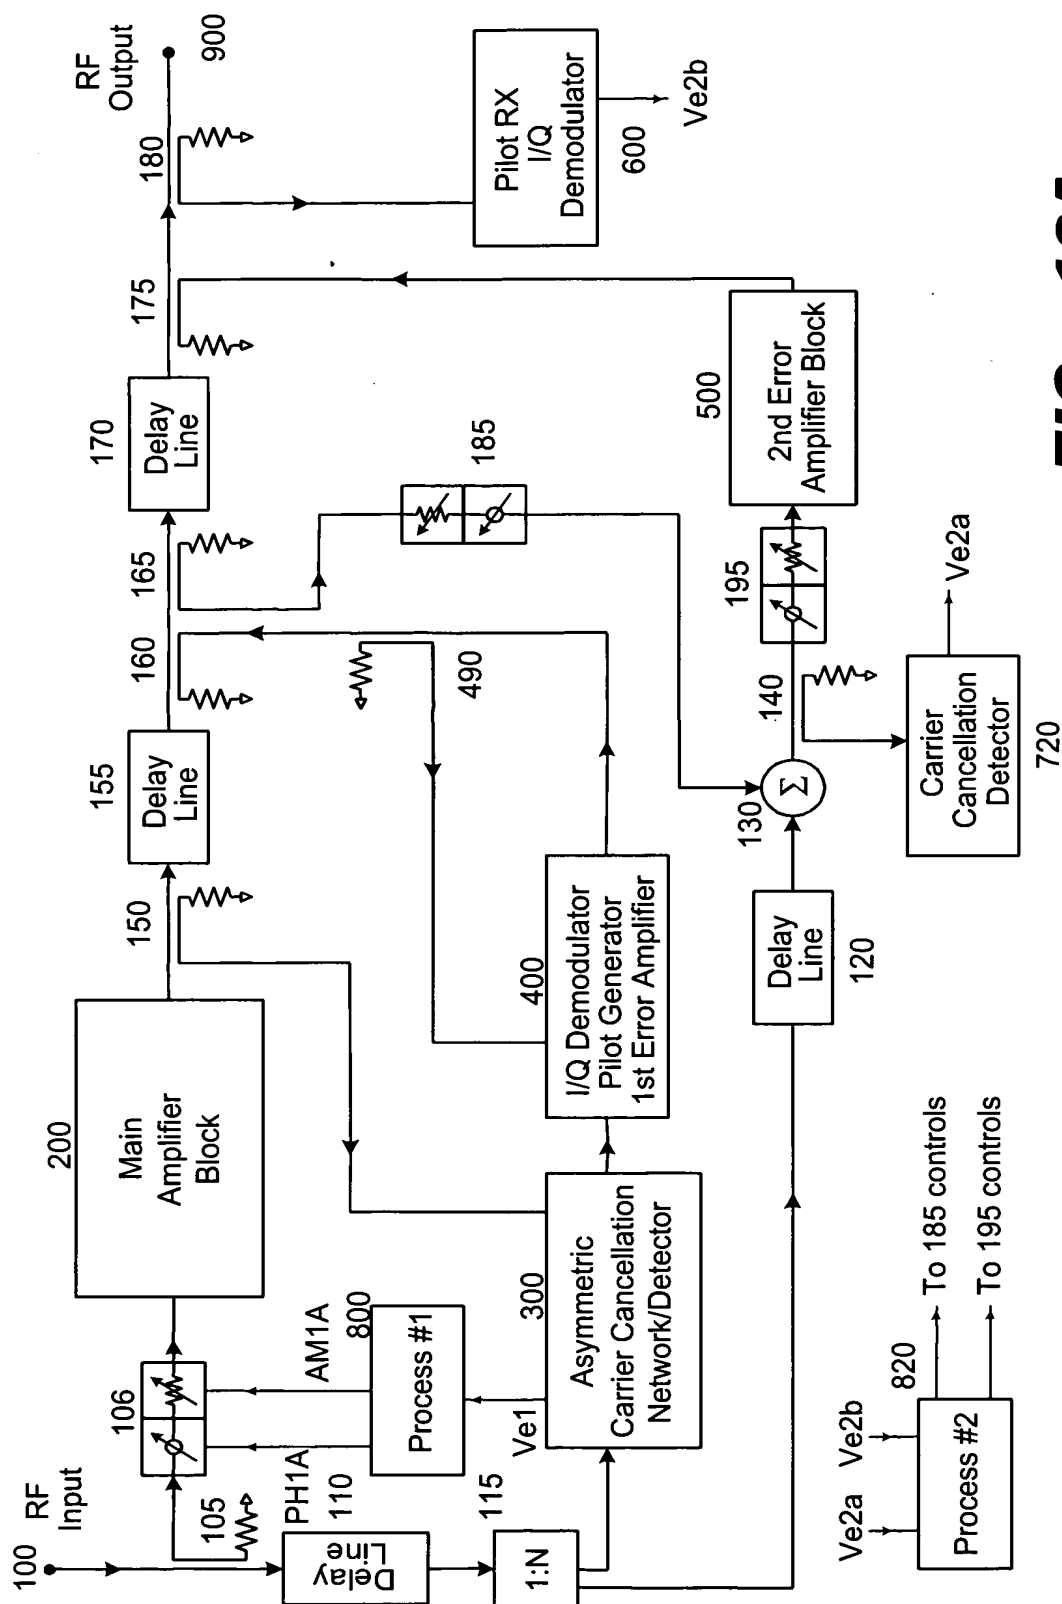 RF
Input
100
105
106
PH1A
AM1A
110
Delay
Line
115
1:N
Process #1
800
Ve1
200
Main
Amplifier
Block
150
155
Delay
Line
160
165
170
Delay
Line
175
180
RF
Output
900
Pilot RX
I/Q
Demodulator
600
Ve2b
185
490
300
Asymmetric
Carrier Cancellation
Network/Detector
400
I/Q Demodulator
Pilot Generator
1st Error Amplifier
500
2nd Error
Amplifier Block
195
140
130
Σ
Delay
Line
120
Ve2a
Carrier
Cancellation
Detector
720
Ve2a
Ve2b
Process #2
820
To 185 controls
To 195 controls